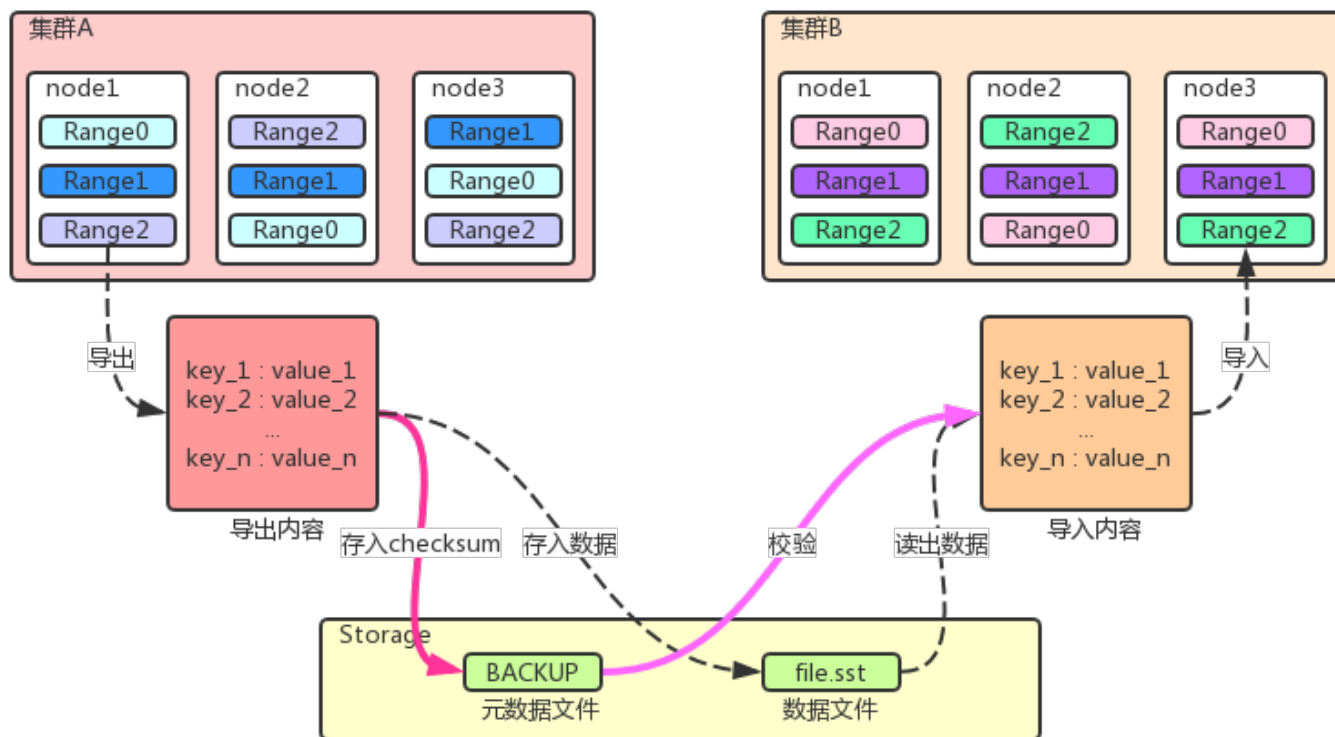 集群A
node1
Range0
Range1
Range2
node2
Range2
Range1
Range0
node3
Range1
Range0
Range2
集群B
node1
Range0
Range1
Range2
node2
Range2
Range1
Range0
node3
Range0
Range1
Range2
导出
key_1 : value_1
key_2 : value_2
...
key_n : value_n
导出内容
导入
key_1 : value_1
key_2 : value_2
...
key_n : value_n
导入内容
存入checksum
存入数据
校验
读出数据
Storage
BACKUP
元数据文件
file.sst
数据文件